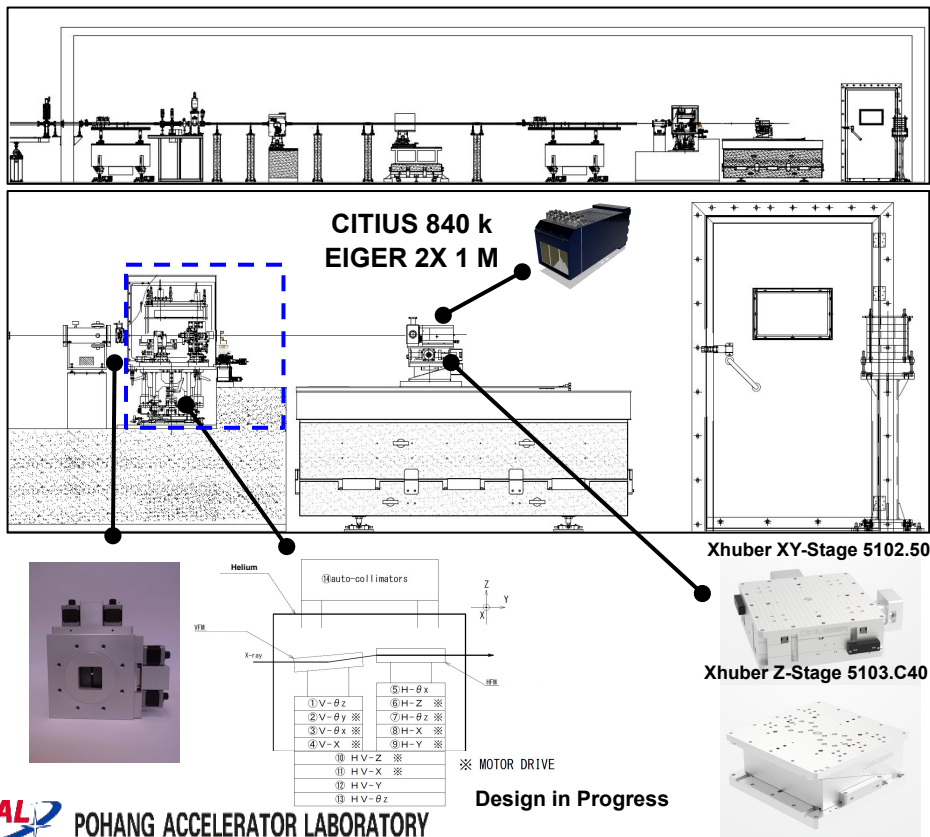 CITIUS 840 k
EIGER 2X 1 M
Xhuber XY-Stage 5102.50
Xhuber Z-Stage 5103.C40
Helium
⑭auto-collimators
Z
Y
X
VFM
X-ray
HFM
①V-θz
②V-θy ※
③V-θx ※
④V-X ※
⑤H-θx
⑥H-Z ※
⑦H-θz ※
⑧H-X ※
⑨H-Y ※
⑩ HV-Z ※
⑪ HV-X ※
⑫ HV-Y
⑬ HV-θz
※ MOTOR DRIVE
Design in Progress
AL
POHANG ACCELERATOR LABORATORY